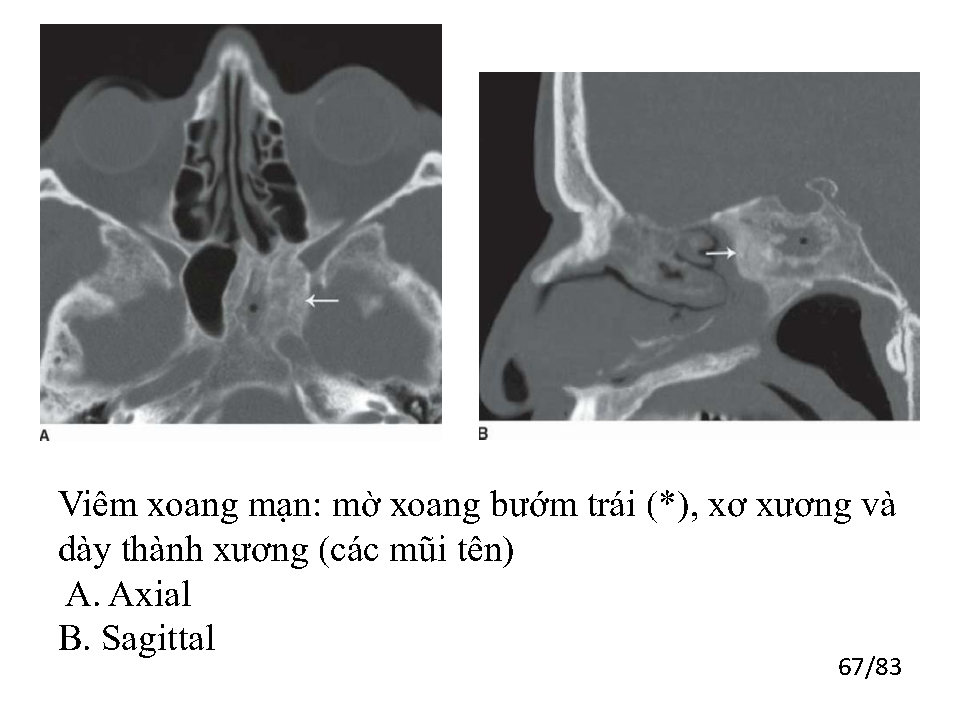 A
B
Viêm xoang mạn: mờ xoang bướm trái (*), xơ xương và
dày thành xương (các mũi tên)
A. Axial
B. Sagittal
67/83